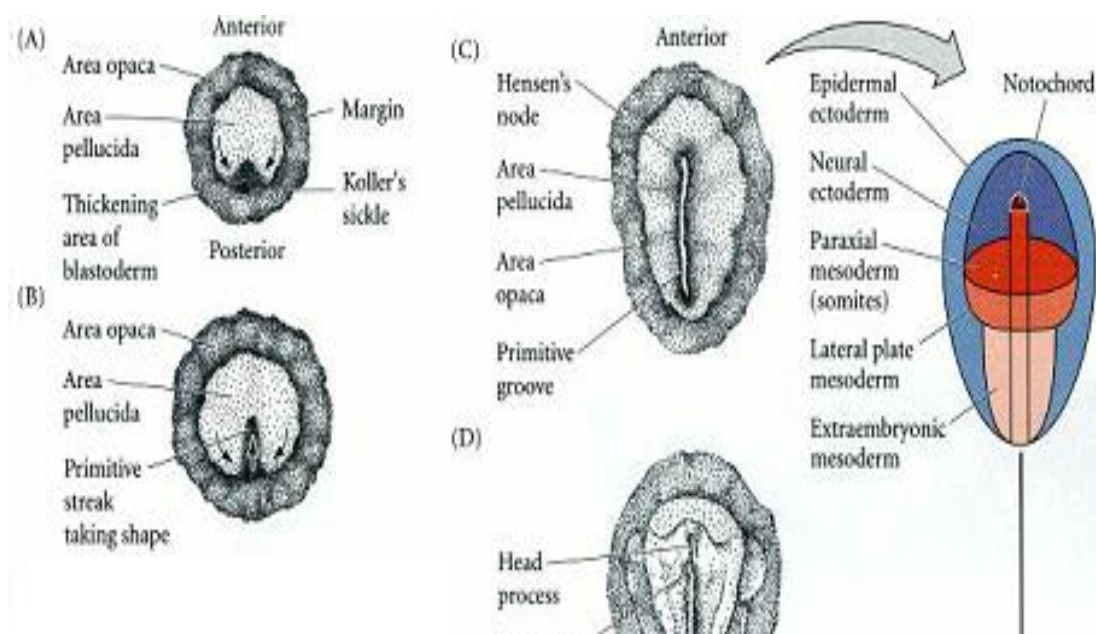 (A)
Anterior
Area opaca
Area
pellucida
Margin
Thickening
area of
blastoderm
Koller's
sickle
Posterior
(B)
Area opaca
Area
pellucida
Primitive
streak
taking shape
(C)
Anterior
Hensen's
node
Area
pellucida
Area
opaca
Primitive
groove
Epidermal
ectoderm
Notochord
Neural
ectoderm
Paraxial
mesoderm
(somites)
Lateral plate
mesoderm
Extraembryonic
mesoderm
(D)
Head
process